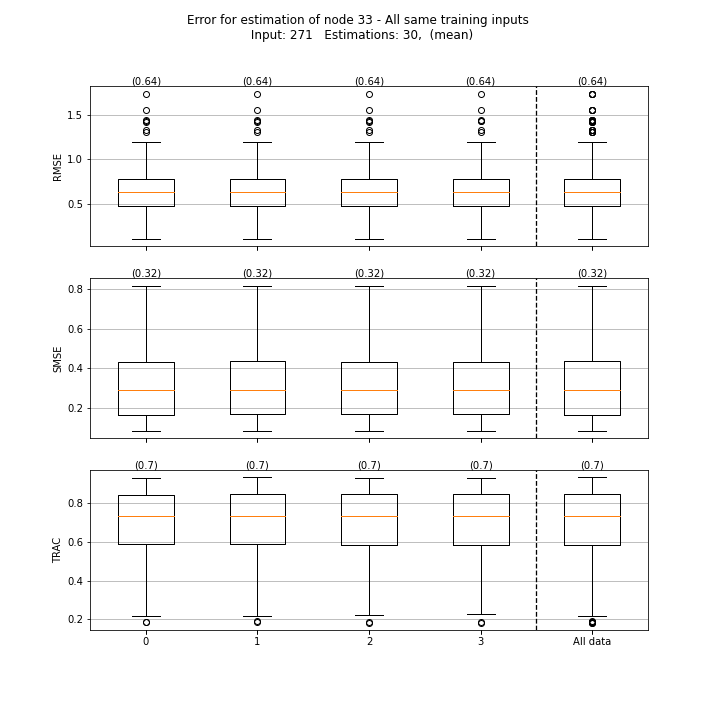 Error for estimation of node 33 - All same training inputs
Input: 271   Estimations: 30,  (mean)
(0.64) (0.64) (0.64) (0.64) (0.64)
1.5
1.0
0.5
RMSE
(0.32) (0.32) (0.32) (0.32) (0.32)
0.8
0.6
0.4
0.2
SMSE
(0.7) (0.7) (0.7) (0.7) (0.7)
0.8
0.6
0.4
0.2
TRAC
0 1 2 3 All data